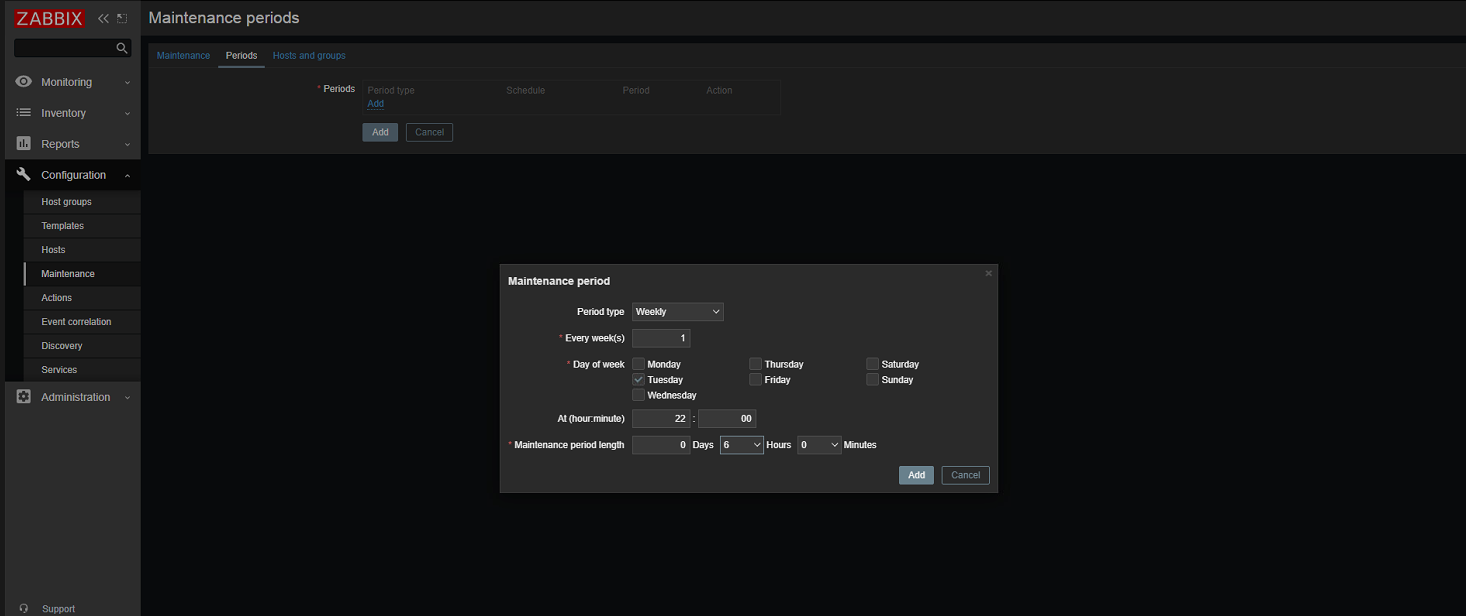 ZABBIX
Maintenance periods
Maintenance Periods Hosts and groups
Monitoring
Inventory
Reports
Configuration
Host groups
Templates
Hosts
Maintenance
Actions
Event correlation
Discovery
Services
Administration
Support
* Periods Period type Schedule Period Action
Add
Add Cancel
Maintenance period
Period type Weekly
* Every week(s) 1
* Day of week Monday Thursday Saturday
Tuesday Friday Sunday
Wednesday
At (hour:minute) 22 : 00
* Maintenance period length 0 Days 6 Hours 0 Minutes
Add Cancel